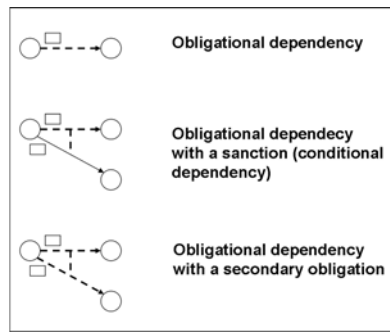 Obligational dependency
Obligational dependecy
with a sanction (conditional
dependency)
Obligational dependency
with a secondary obligation